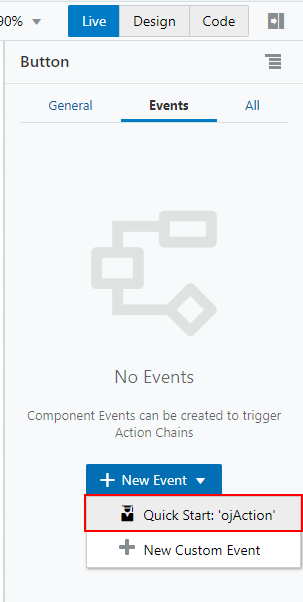 90%
Live
Design
Code
Button
General
Events
All
No Events
Component Events can be created to trigger
Action Chains
New Event
Quick Start: 'ojAction'
New Custom Event